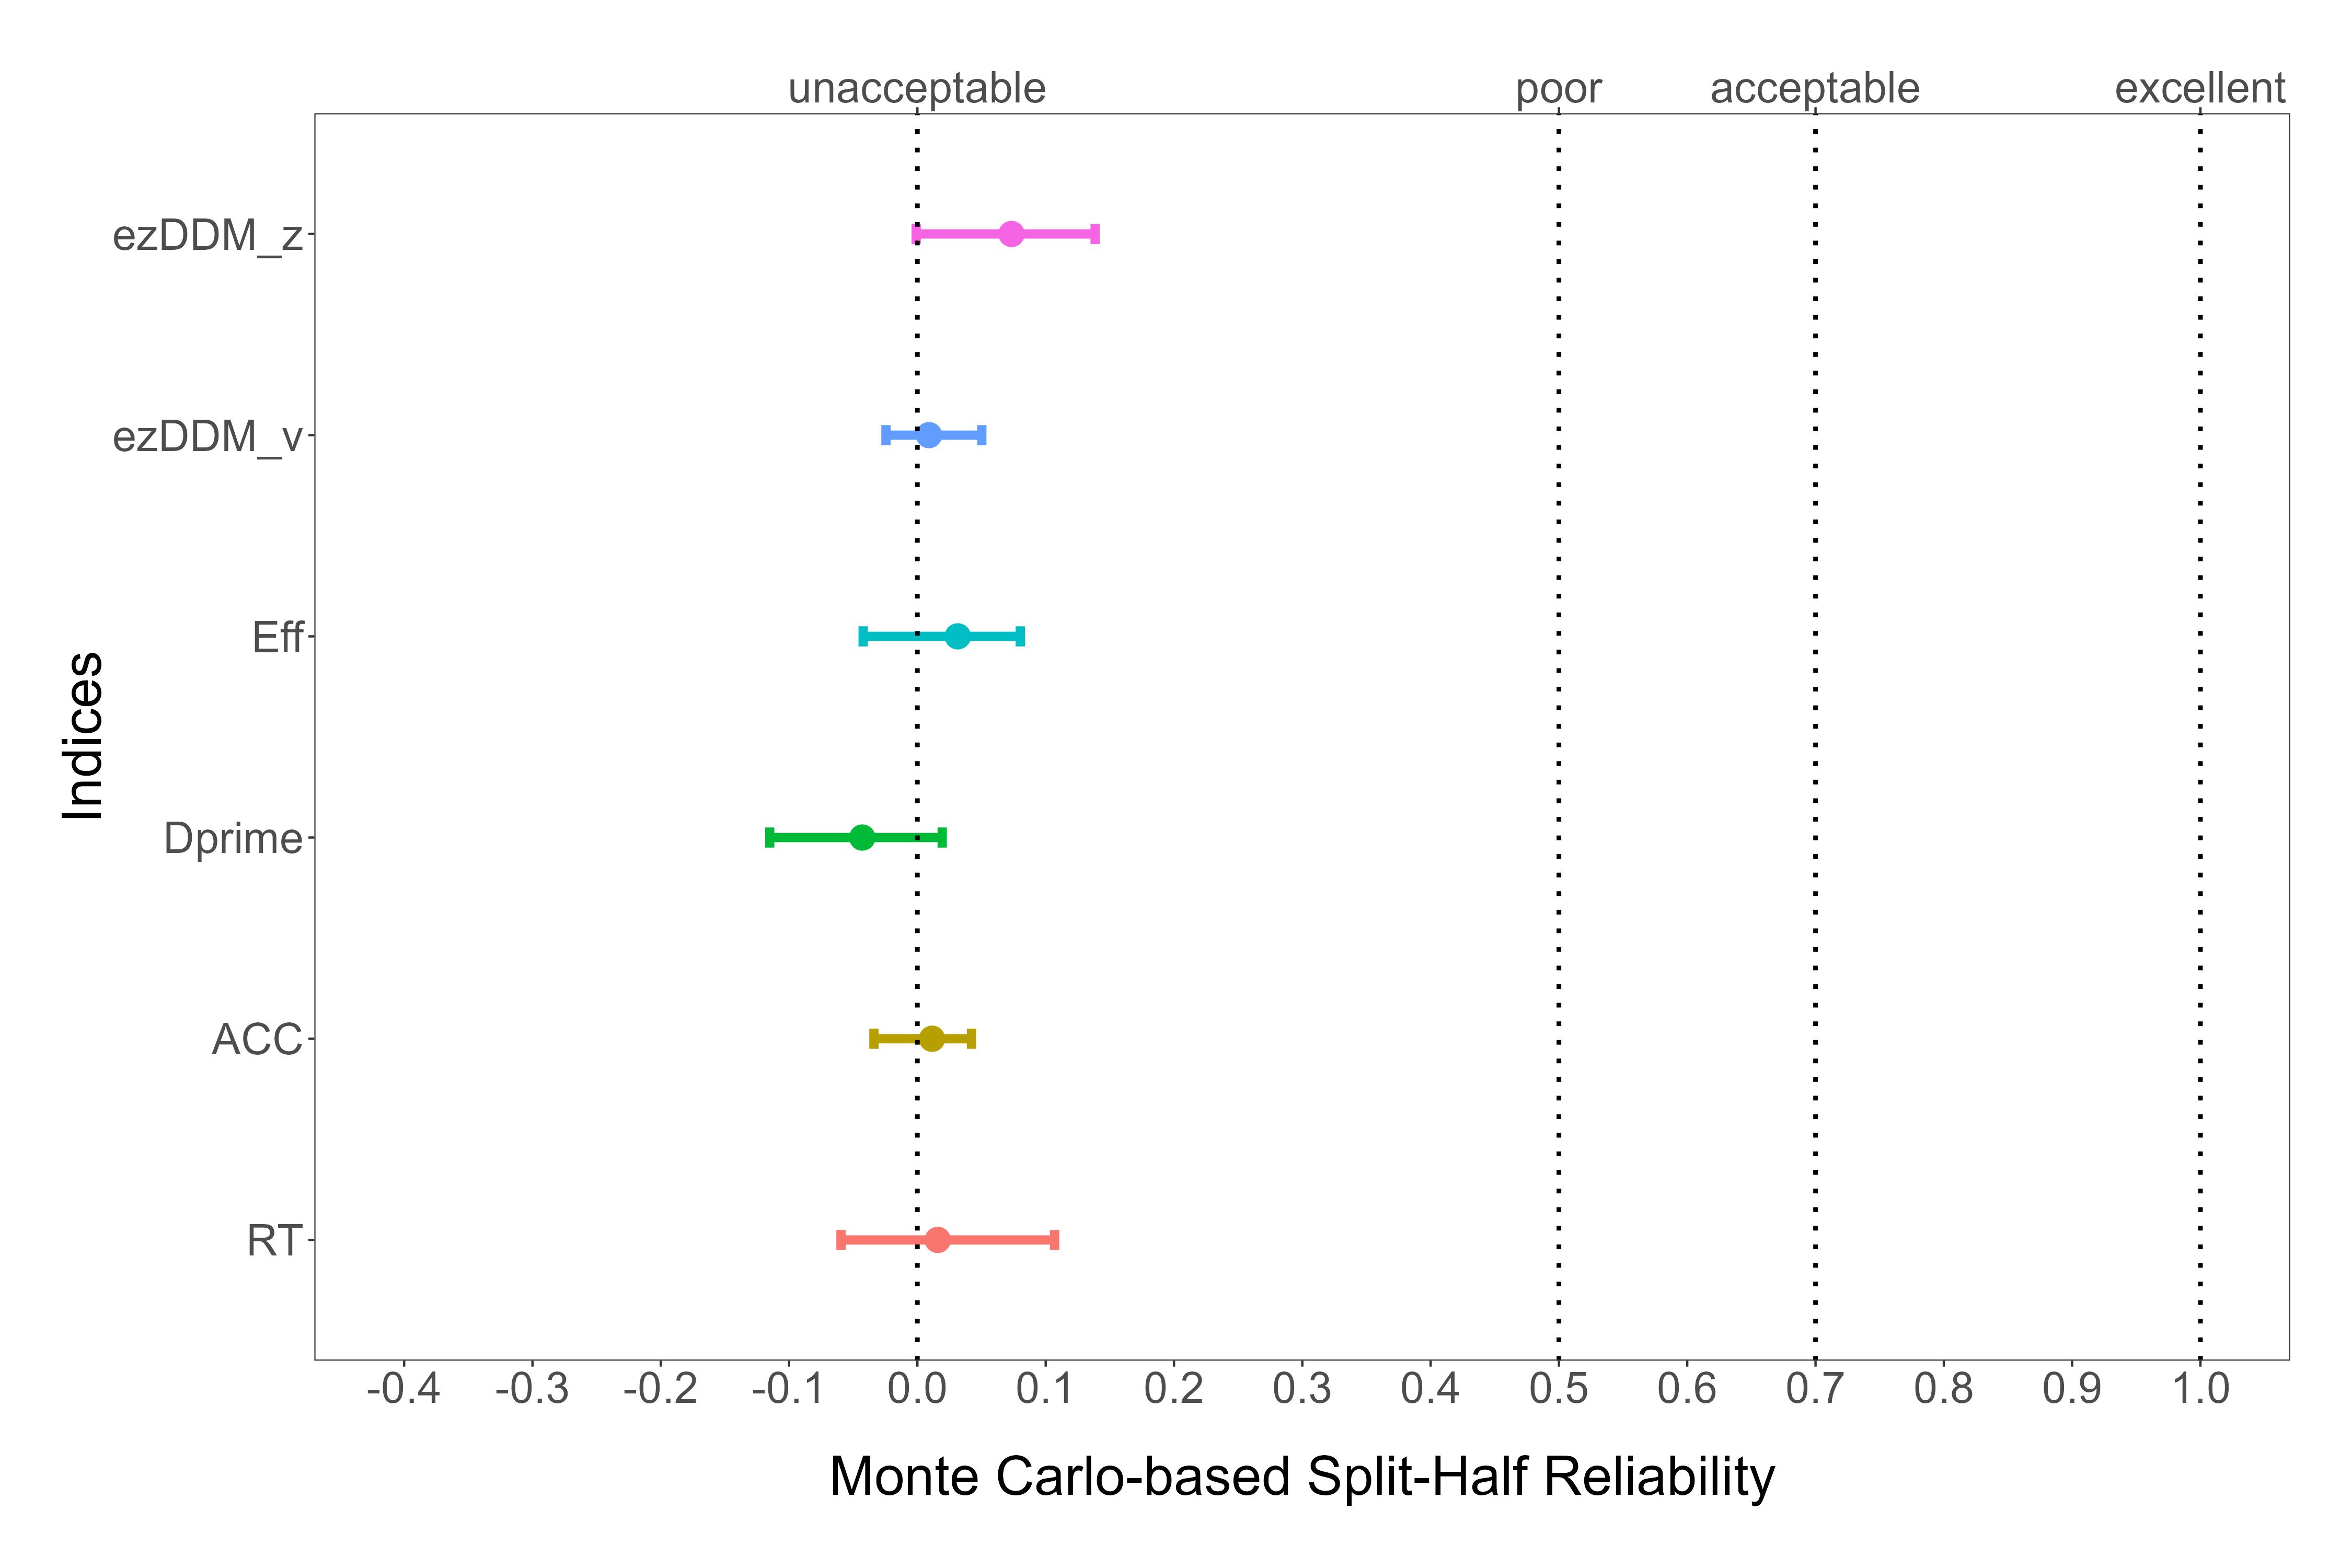 unacceptable poor acceptable excellent
ezDDM_z
ezDDM_v
Eff
Dprime
ACC
RT
Indices
-0.4 -0.3 -0.2 -0.1 0.0 0.1 0.2 0.3 0.4 0.5 0.6 0.7 0.8 0.9 1.0
Monte Carlo-based Split-Half Reliability